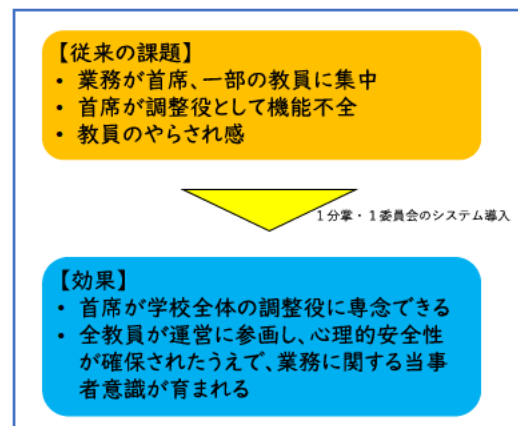 【従来の課題】
• 業務が首席、一部の教員に集中
• 首席が調整役として機能不全
• 教員のやらされ感
1分掌・1委員会のシステム導入
【効果】
• 首席が学校全体の調整役に専念できる
• 全教員が運営に参画し、心理的安全性
が確保されたうえで、業務に関する当事
者意識が育まれる